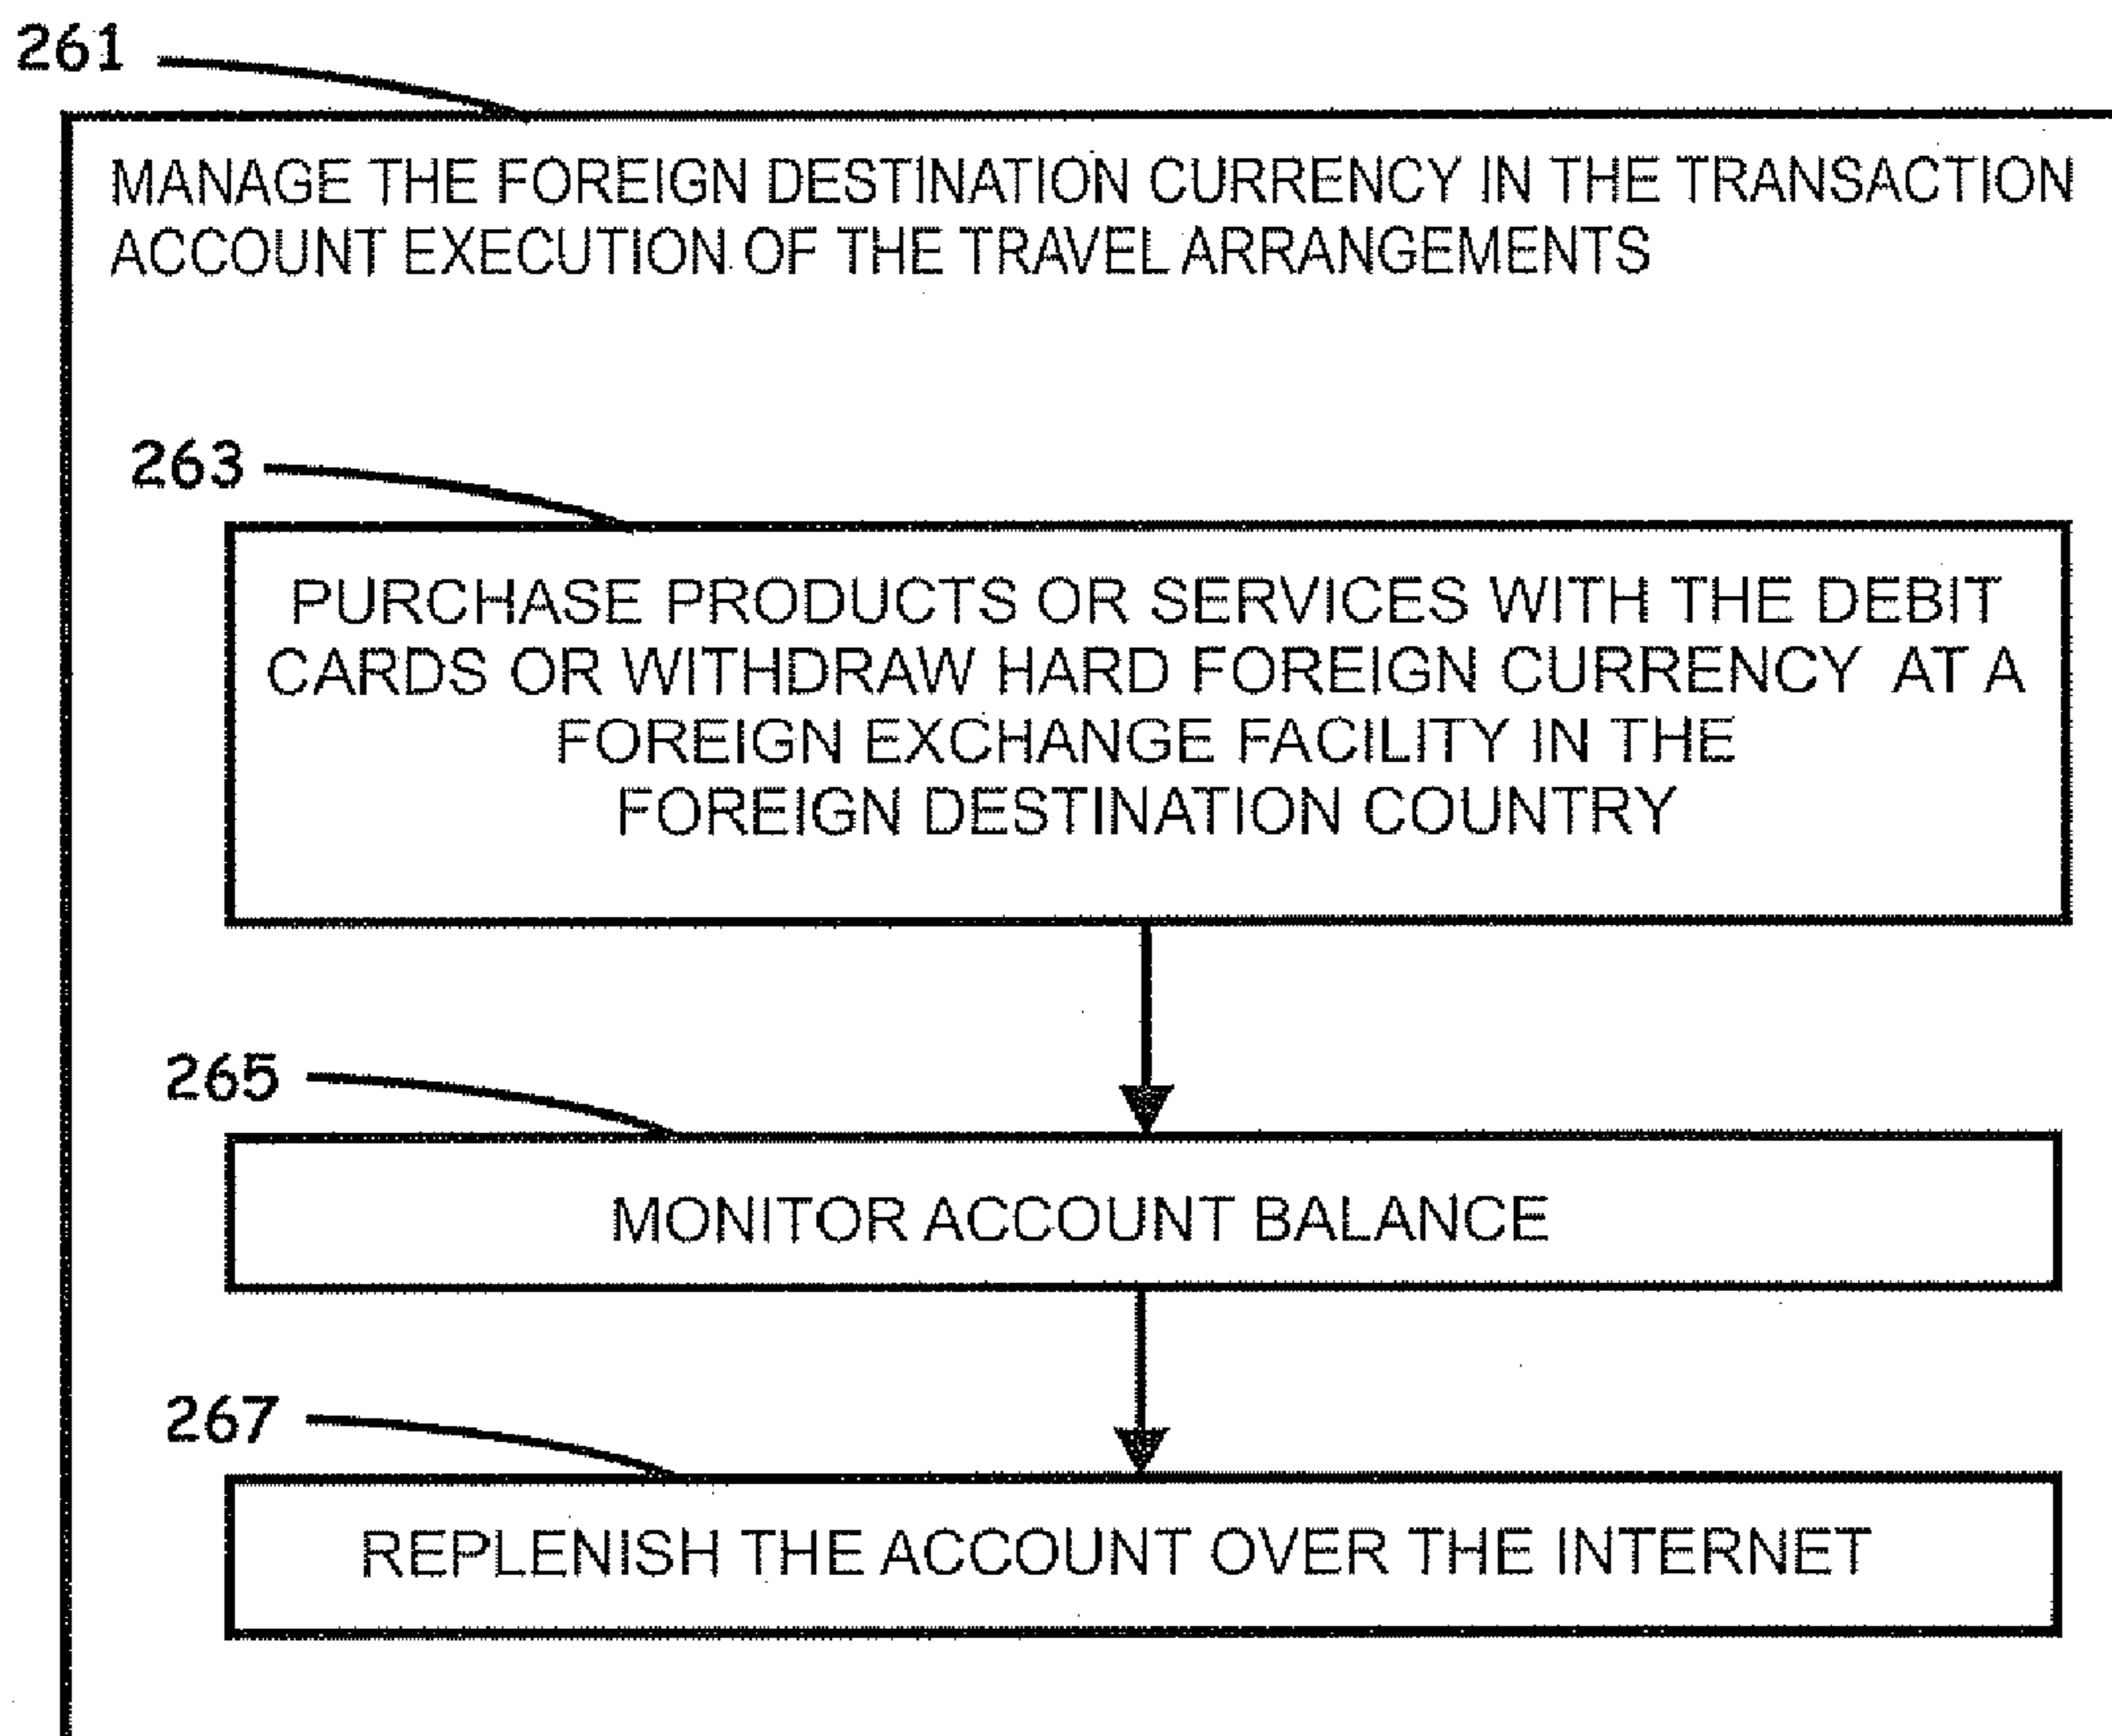 261
MANAGE THE FOREIGN DESTINATION CURRENCY IN THE TRANSACTION
ACCOUNT EXECUTION OF THE TRAVEL ARRANGEMENTS
263
PURCHASE PRODUCTS OR SERVICES WITH THE DEBIT
CARDS OR WITHDRAW HARD FOREIGN CURRENCY AT A
FOREIGN EXCHANGE FACILITY IN THE
FOREIGN DESTINATION COUNTRY
265
MONITOR ACCOUNT BALANCE
267
REPLENISH THE ACCOUNT OVER THE INTERNET